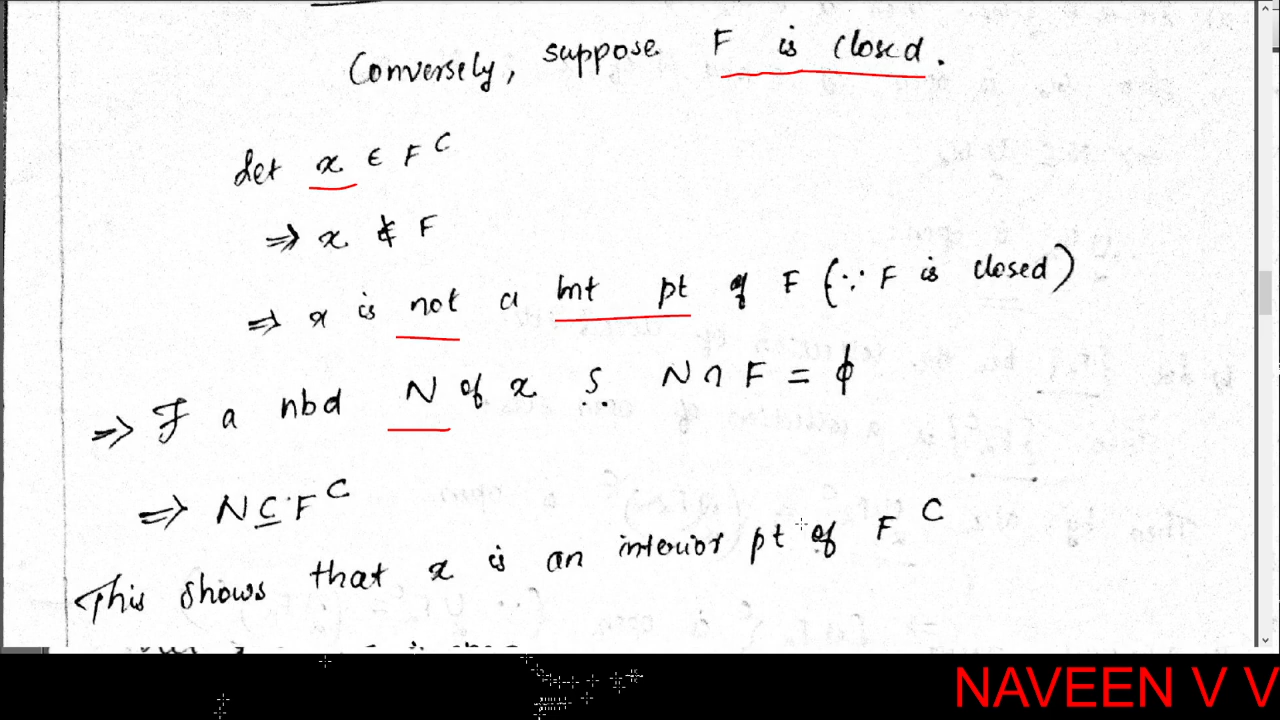 Conversely, suppose F is closed.
Let x ∈ F^C
⇒ x ∉ F
⇒ x is not a lmt pt of F (∵ F is closed)
⇒ ∃ a nbd N of x S. N ∩ F = ϕ
⇒ N ⊆ F^C
This shows that x is an interior pt of F^C
NAVEEN V V